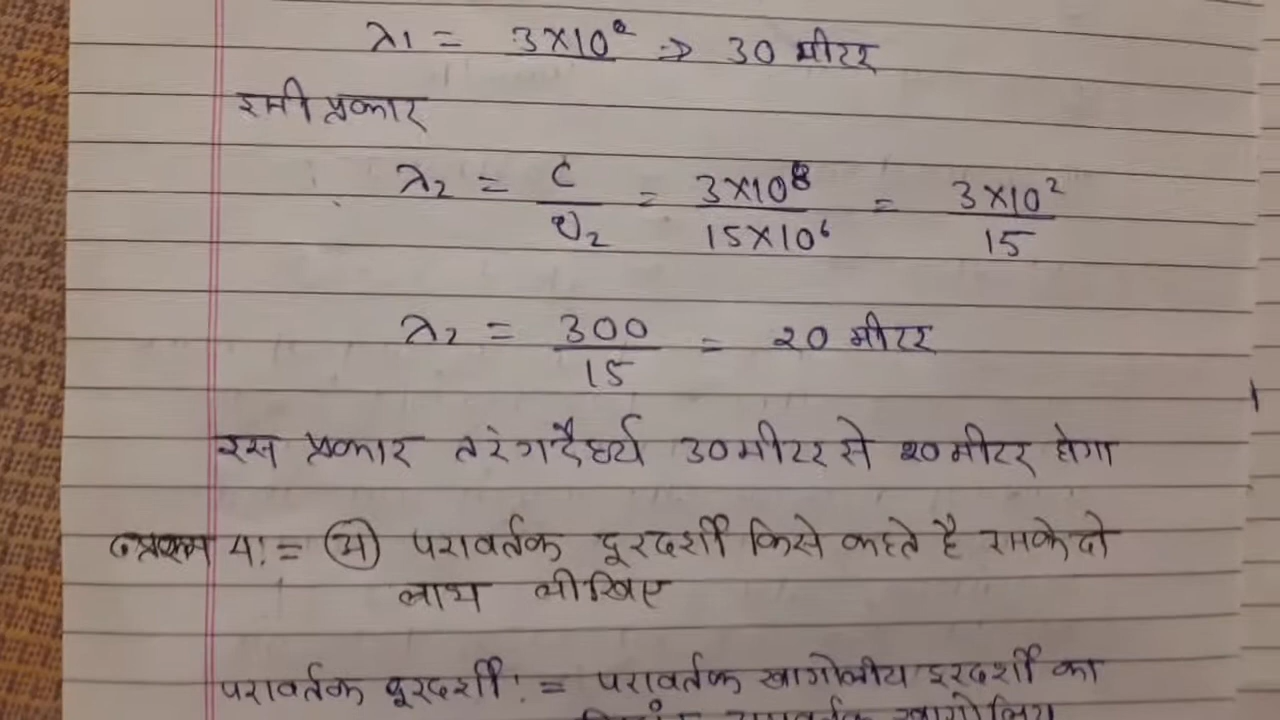 λ1 = 3×10² ⇒ 30 मीटर
इसी प्रकार
λ2 = C/υ2 = 3×10⁸/15×10⁶ = 3×10²/15
λ2 = 300/15 = 20 मीटर
इस प्रकार तरंगदैर्घ्य 30 मीटर से 20 मीटर होगा
4:= (अ) परावर्तक दूरदर्शी किसे कहते है इसके दो
लाभ लीखिए
परावर्तक दूरदर्शी := परावर्तक खागोलीय दूरदर्शी का